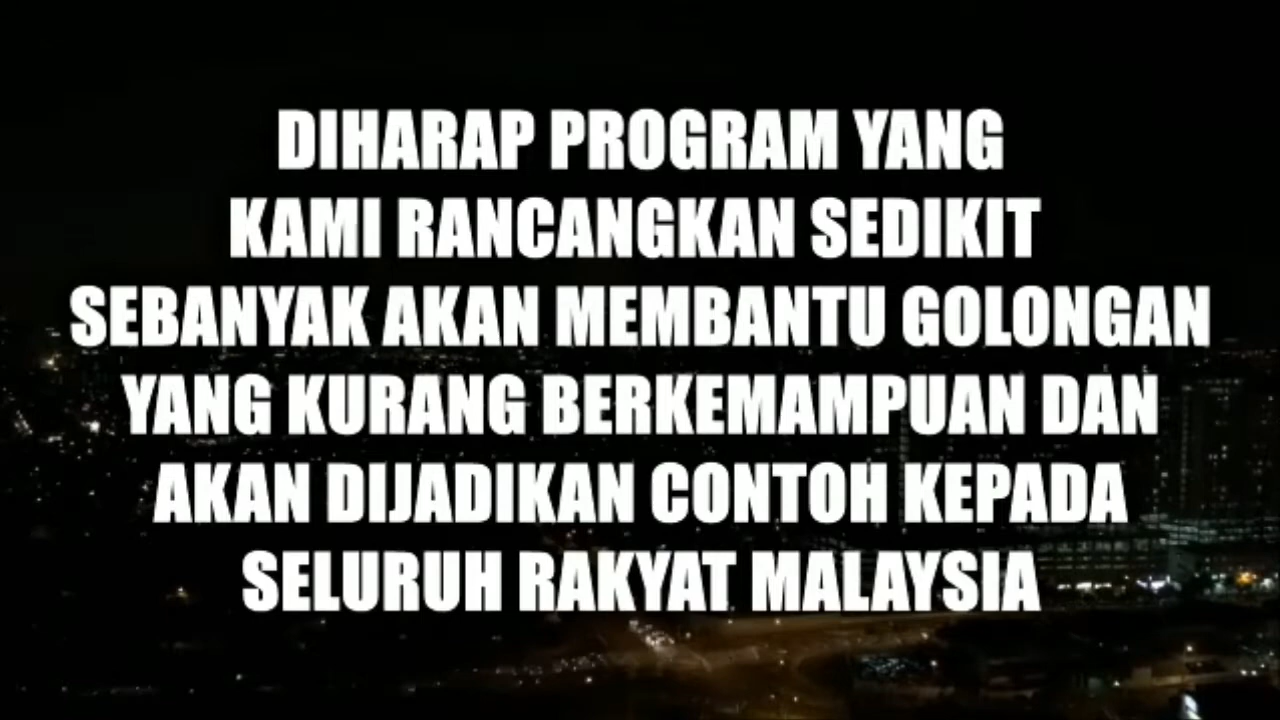 DIHARAP PROGRAM YANG
KAMI RANCANGKAN SEDIKIT
SEBANYAK AKAN MEMBANTU GOLONGAN
YANG KURANG BERKEMAMPUAN DAN
AKAN DIJADIKAN CONTOH KEPADA
SELURUH RAKYAT MALAYSIA